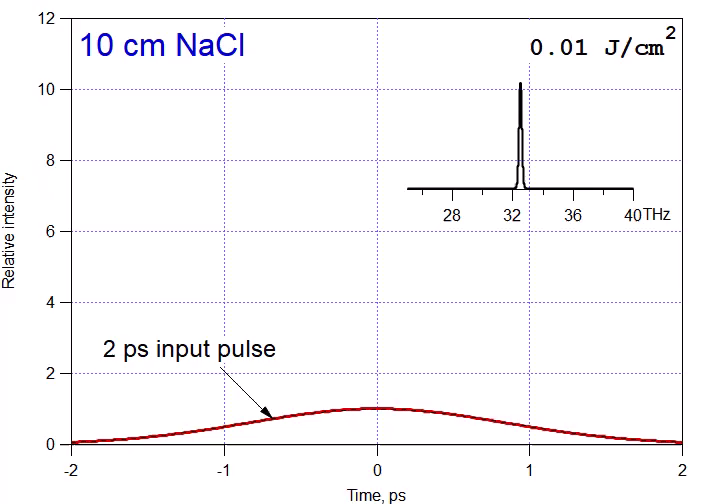 12
10
8
6
4
2
0
Relative intensity
10 cm NaCl
0.01 J/cm²
28 32 36 40THz
2 ps input pulse
-2 -1 0 1 2
Time, ps